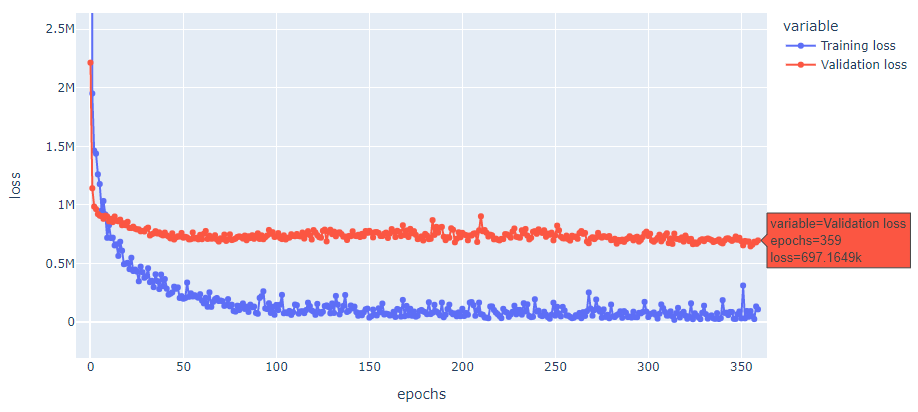 2.5M
2M
1.5M
1M
0.5M
0
loss
0 50 100 150 200 250 300 350
epochs
variable
Training loss
Validation loss
variable=Validation loss
epochs=359
loss=697.1649k